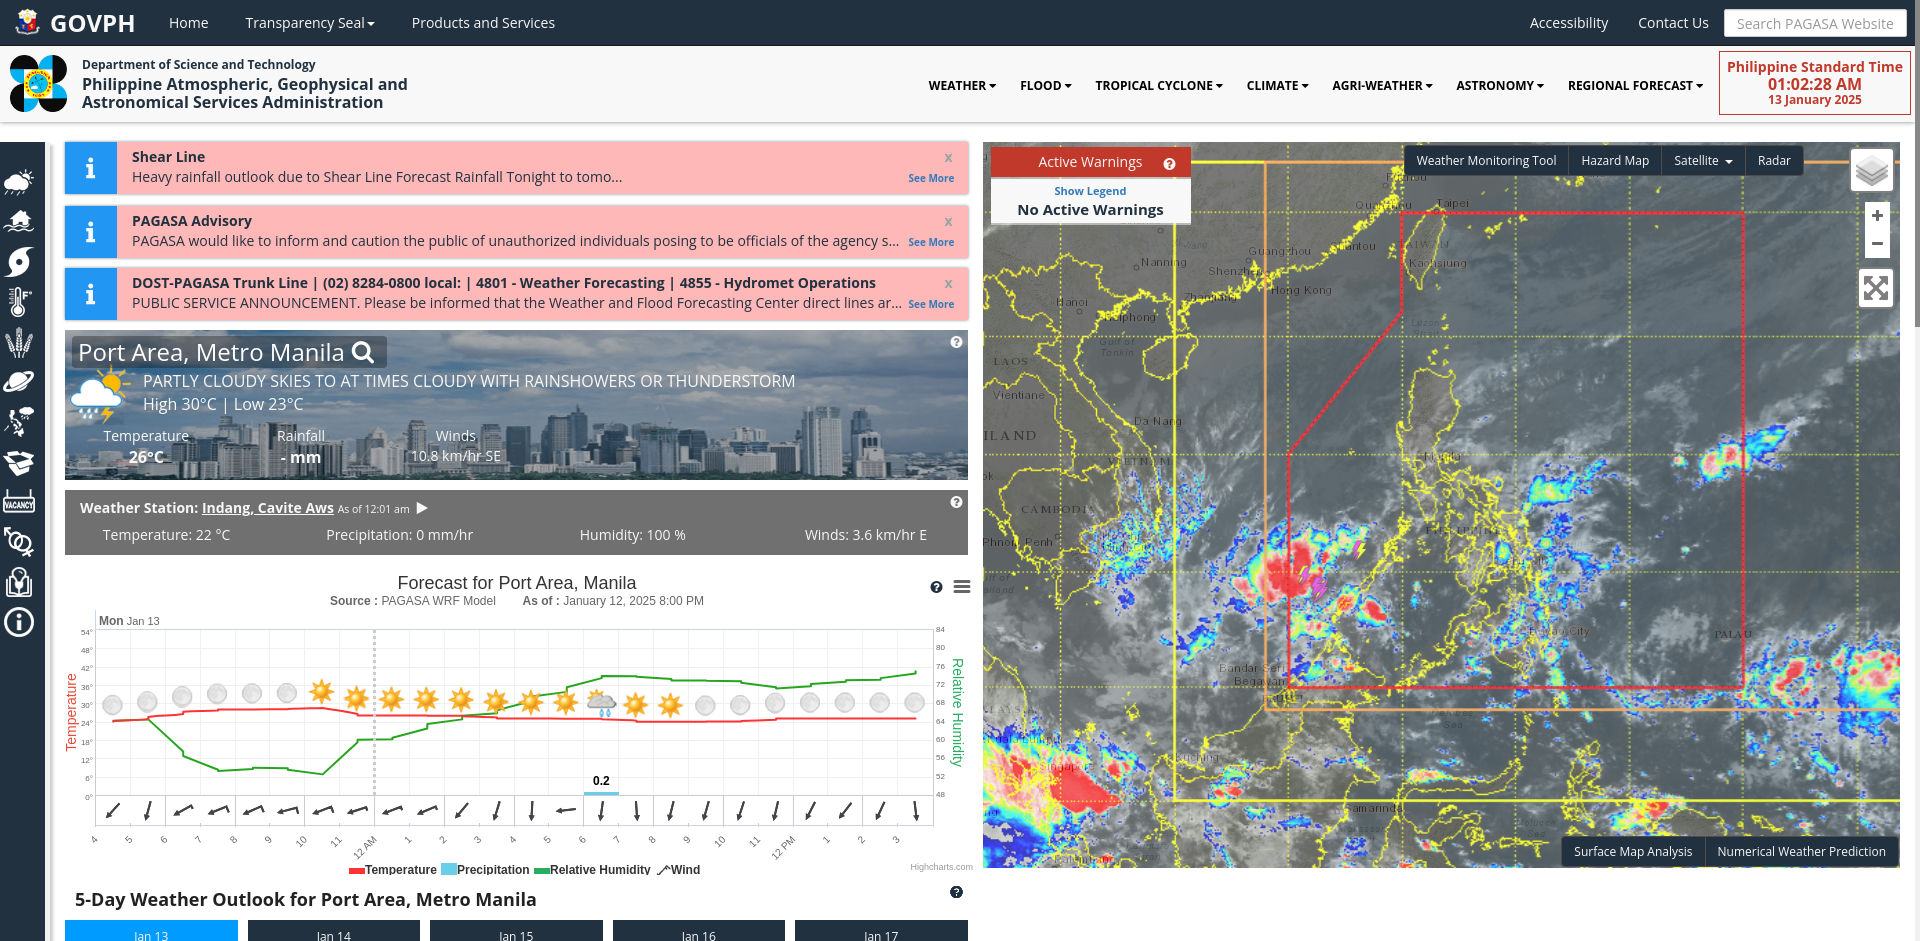 GOVPH
Home
Transparency Seal
Products and Services
Accessibility
Contact Us
Search PAGASA Website
Department of Science and Technology
Philippine Atmospheric, Geophysical and
Astronomical Services Administration
WEATHER
FLOOD
TROPICAL CYCLONE
CLIMATE
AGRI-WEATHER
ASTRONOMY
REGIONAL FORECAST
Philippine Standard Time
01:02:28 AM
13 January 2025
VACANCY
Shear Line
x
Heavy rainfall outlook due to Shear Line Forecast Rainfall Tonight to tomo...
See More
PAGASA Advisory
x
PAGASA would like to inform and caution the public of unauthorized individuals posing to be officials of the agency s...
See More
DOST-PAGASA Trunk Line | (02) 8284-0800 local: | 4801 - Weather Forecasting | 4855 - Hydromet Operations
x
PUBLIC SERVICE ANNOUNCEMENT. Please be informed that the Weather and Flood Forecasting Center direct lines ar...
See More
Port Area, Metro Manila
PARTLY CLOUDY SKIES TO AT TIMES CLOUDY WITH RAINSHOWERS OR THUNDERSTORM
High 30°C | Low 23°C
Temperature
Rainfall
Winds
26°C
- mm
10.8 km/hr SE
Weather Station: Indang, Cavite Aws As of 12:01 am
Temperature: 22 °C
Precipitation: 0 mm/hr
Humidity: 100 %
Winds: 3.6 km/hr E
Forecast for Port Area, Manila
Source : PAGASA WRF Model As of : January 12, 2025 8:00 PM
Mon Jan 13
54°
48°
42°
36°
30°
24°
18°
12°
6°
0°
Temperature
84
80
76
72
68
64
60
56
52
48
Relative Humidity
0.2
4
5
6
7
8
9
10
11
12 AM
1
2
3
4
5
6
7
8
9
10
11
12 PM
1
2
3
Temperature
Precipitation
Relative Humidity
Wind
Highcharts.com
5-Day Weather Outlook for Port Area, Metro Manila
Jan 13
Jan 14
Jan 15
Jan 16
Jan 17
Active Warnings
Show Legend
No Active Warnings
Weather Monitoring Tool
Hazard Map
Satellite
Radar
+
−
Taipei
Guangzhou
Shantou
Nanning
Shenzhen
Kaohsiung
Hong Kong
Zhanjiang
Hanoi
Haiphong
Gulf of
Tonkin
Luzon
LAOS
Vientiane
Da Nang
VIETNAM
Manila
CAMBODIA
Davao City
PALAU
Bandar Seri
Begawan
Kuching
Singapore
Samarinda
Surface Map Analysis
Numerical Weather Prediction